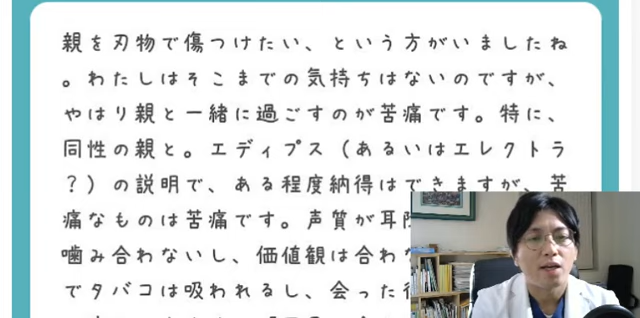 親を刃物で傷つけたい、という方がいましたね
。わたしはそこまでの気持ちはないのですが、
やはり親と一緒に過ごすのが苦痛です。特に、
同性の親と。エディプス（あるいはエレクトラ
？）の説明で、ある程度納得はできますが、苦
痛なものは苦痛です。声質が耳
噛み合わないし、価値観は合わ
でタバコは吸われるし、会った